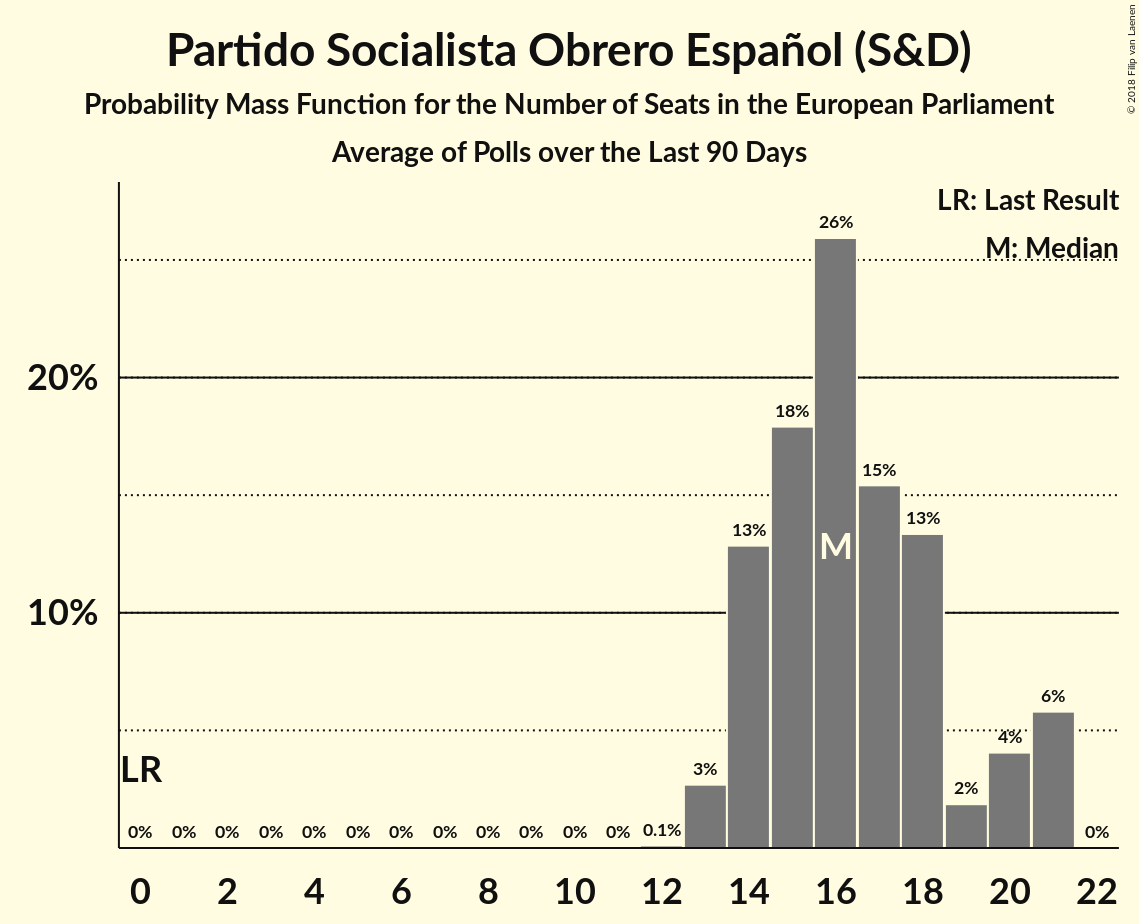 Partido Socialista Obrero Español (S&D)
Probability Mass Function for the Number of Seats in the European Parliament
Average of Polls over the Last 90 Days
© 2018 Filip van Laenen
LR: Last Result
M: Median
26%
20%
18%
15%
13%
13%
M
10%
6%
4%
3%
2%
LR
0% 0% 0% 0% 0% 0% 0% 0% 0% 0% 0% 0% 0.1% 0%
0 2 4 6 8 10 12 14 16 18 20 22